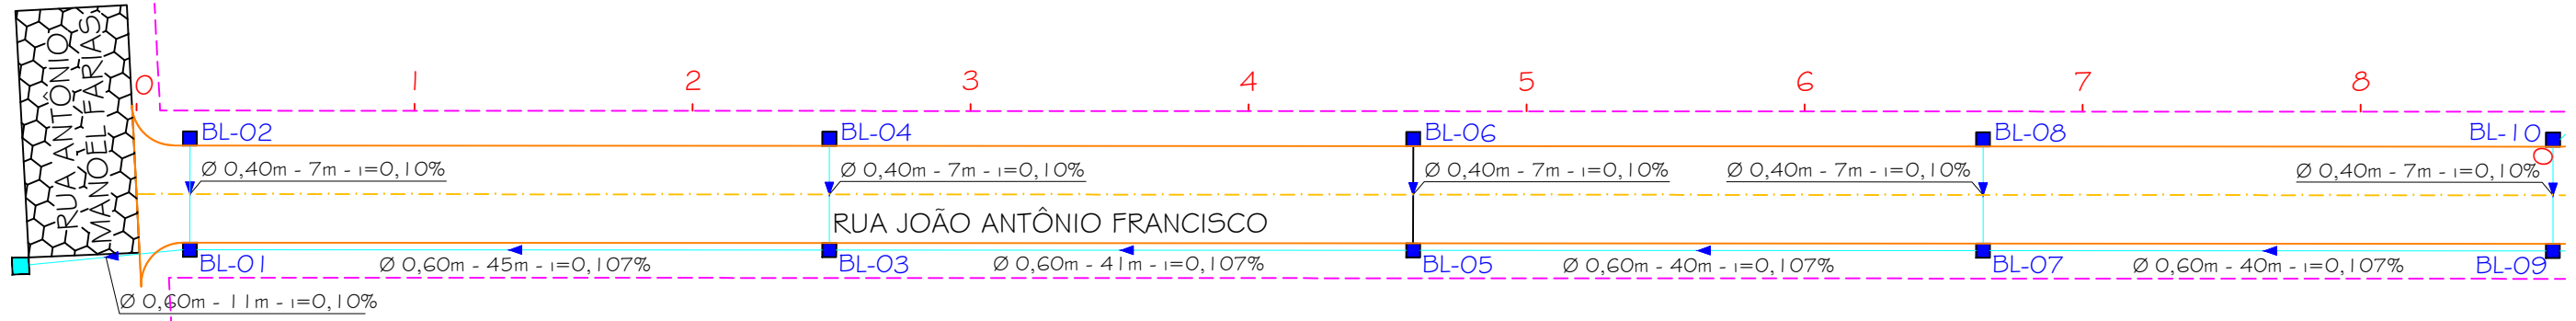 RUA ANTÔNIO
MANOEL FARIAS
0 1 2 3 4 5 6 7 8
BL-02 BL-04 BL-06 BL-08 BL-10
0
Ø 0,40m - 7m - i=0,10% Ø 0,40m - 7m - i=0,10% Ø 0,40m - 7m - i=0,10% Ø 0,40m - 7m - i=0,10% Ø 0,40m - 7m - i=0,10%
RUA JOÃO ANTÔNIO FRANCISCO
BL-01 Ø 0,60m - 45m - i=0,107% BL-03 Ø 0,60m - 41m - i=0,107% BL-05 Ø 0,60m - 40m - i=0,107% BL-07 Ø 0,60m - 40m - i=0,107% BL-09
Ø 0,60m - 11m - i=0,10%